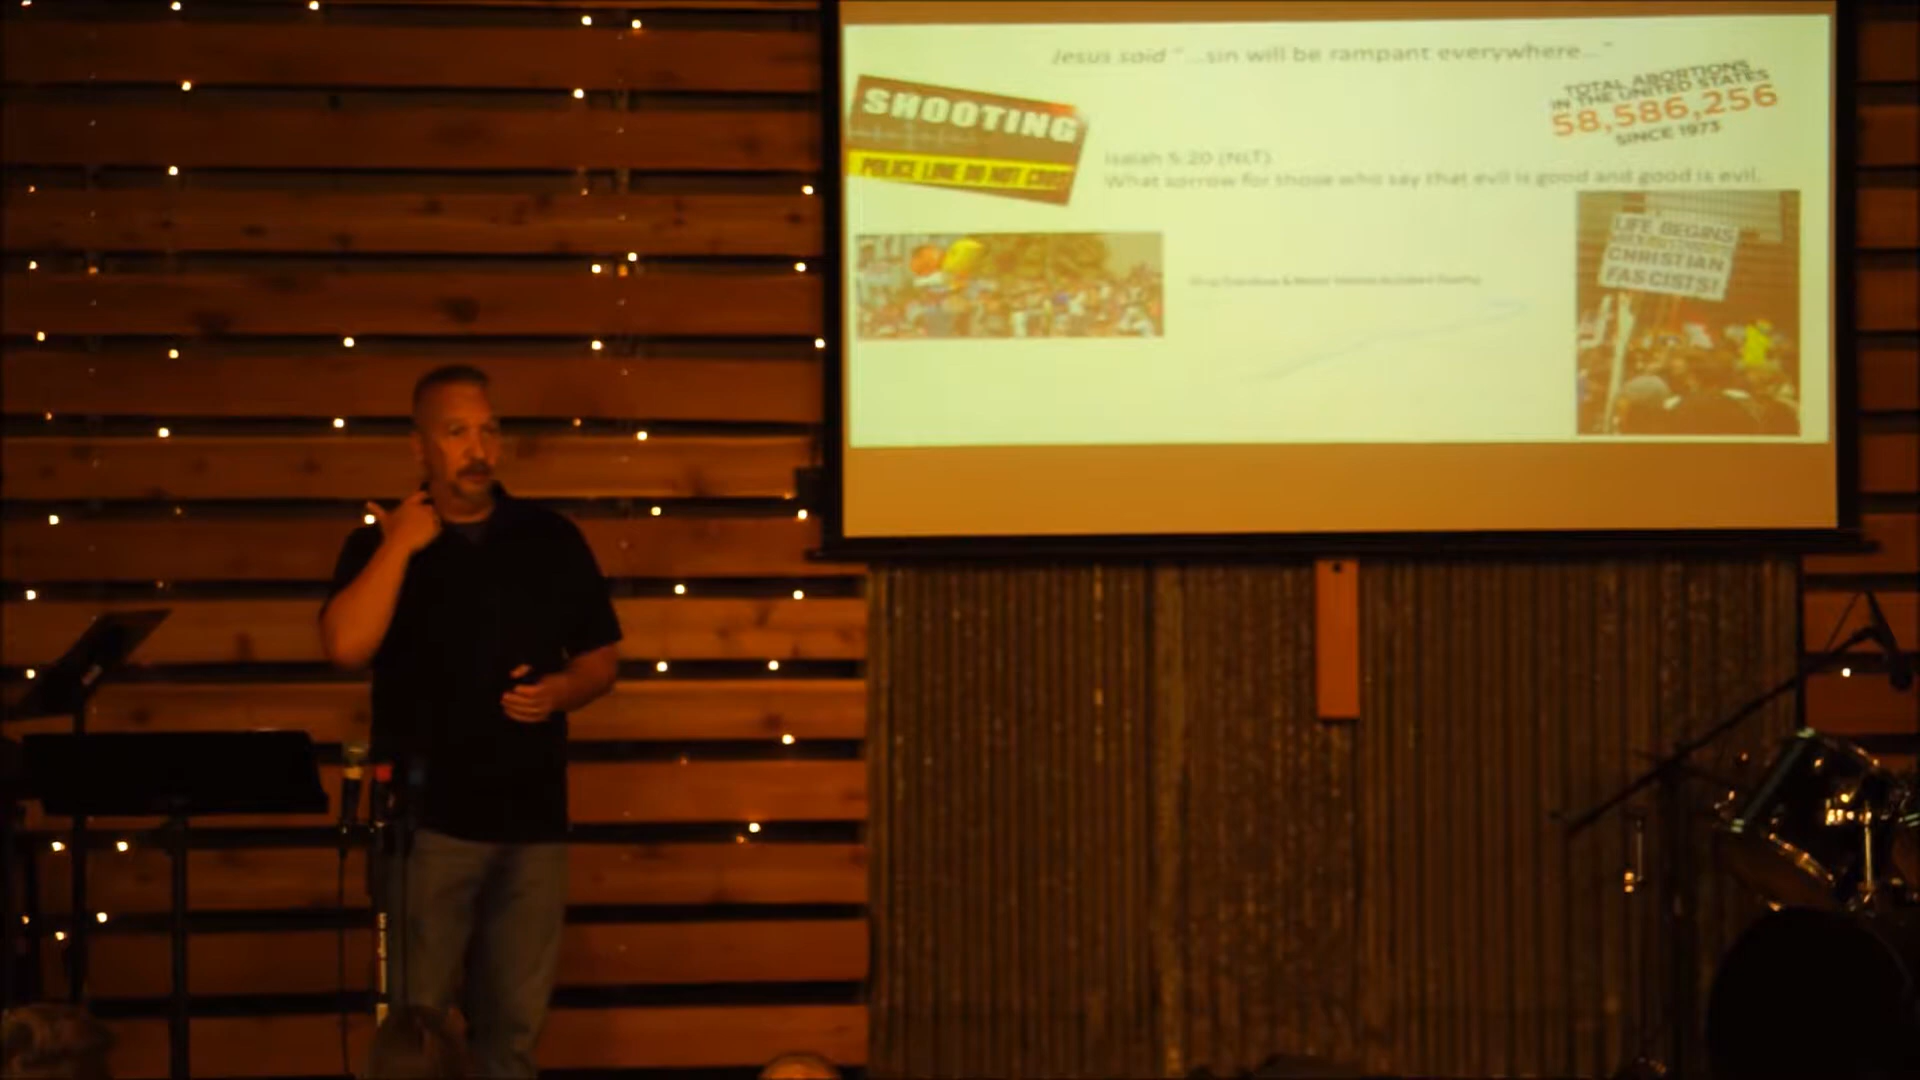 Jesus said "...sin will be rampant everywhere..."
SHOOTING
POLICE LINE DO NOT CROSS
TOTAL ABORTIONS
IN THE UNITED STATES
58,586,256
SINCE 1973
Isaiah 5:20 (NLT)
What sorrow for those who say that evil is good and good is evil.
LIFE BEGINS
CHRISTIAN
FASCISTS!